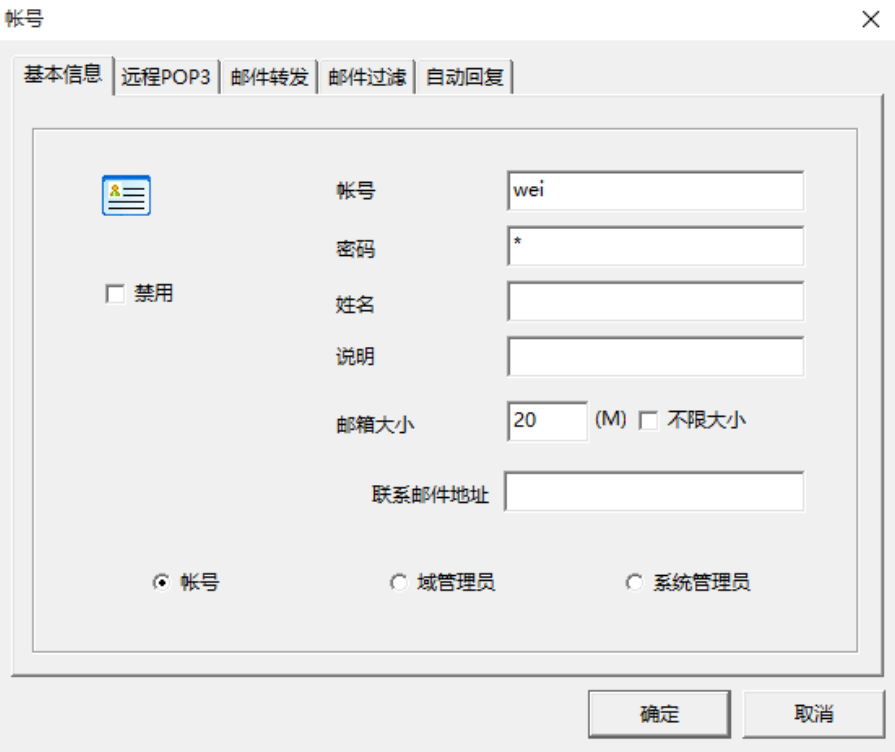 帐号
基本信息 远程POP3 邮件转发 邮件过滤 自动回复
帐号 wei
密码 *
禁用
姓名
说明
邮箱大小 20 (M) 不限大小
联系邮件地址
帐号 域管理员 系统管理员
确定 取消